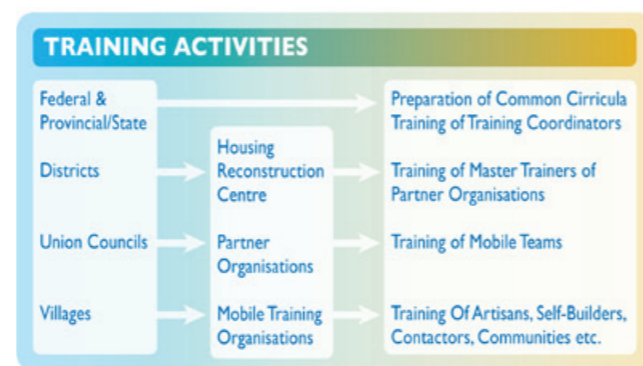 TRAINING ACTIVITIES
Federal &
Provincial/State
Preparation of Common Cirricula
Training of Training Coordinators
Districts
Housing
Reconstruction
Centre
Training of Master Trainers of
Partner Organisations
Union Councils
Partner
Organisations
Training of Mobile Teams
Villages
Mobile Training
Organisations
Training Of Artisans, Self-Builders,
Contactors, Communities etc.